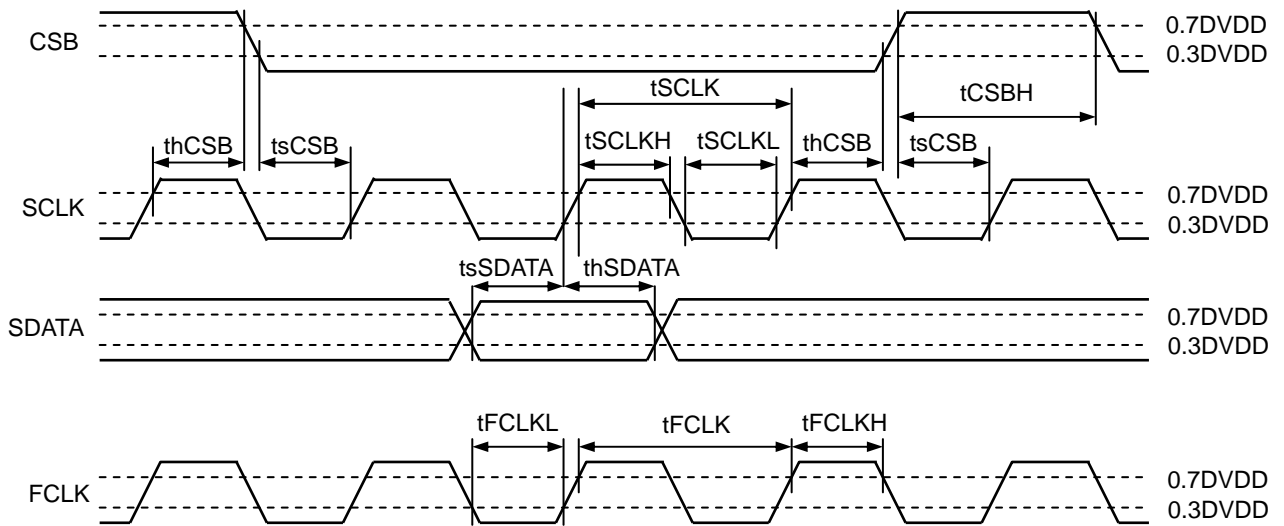 CSB
0.7DVDD
0.3DVDD
tSCLK
tCSBH
thCSB
tsCSB
tSCLKH
tSCLKL
thCSB
tsCSB
SCLK
0.7DVDD
0.3DVDD
tsSDATA
thSDATA
SDATA
0.7DVDD
0.3DVDD
tFCLKL
tFCLK
tFCLKH
FCLK
0.7DVDD
0.3DVDD